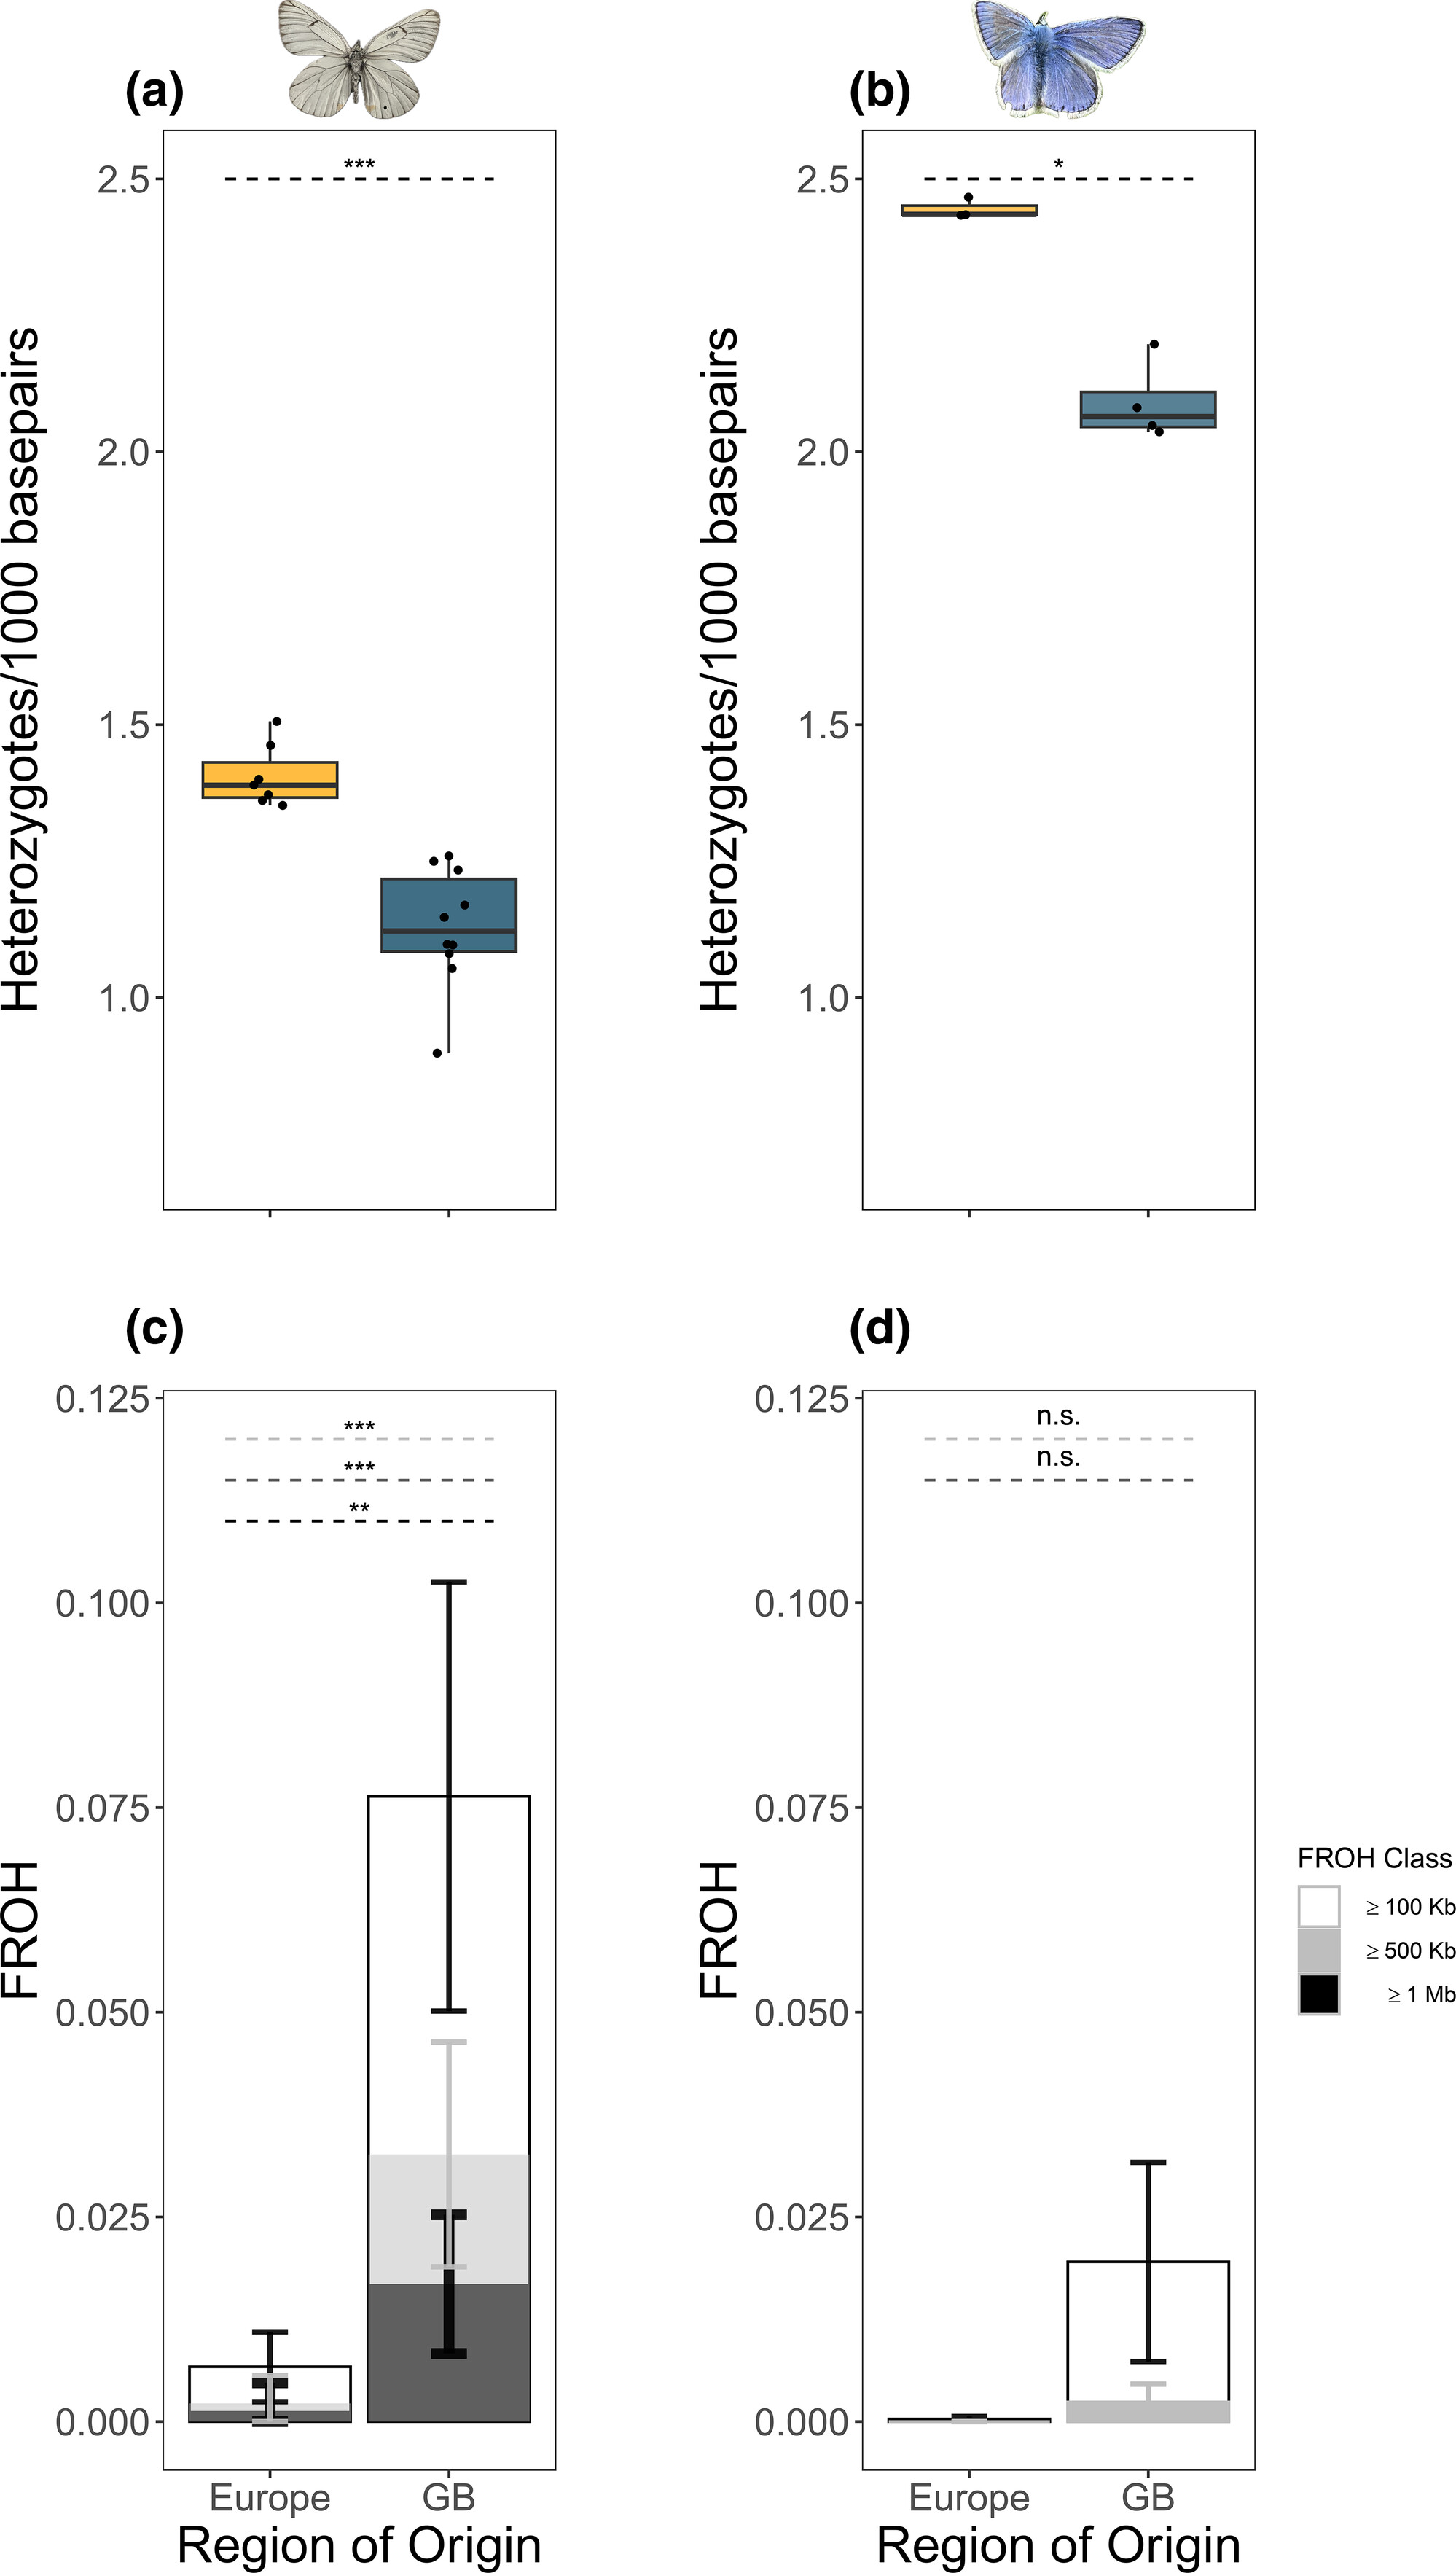 (a)
(b)
Heterozygotes/1000 basepairs
2.5
2.0
1.5
1.0
***
Heterozygotes/1000 basepairs
2.5
2.0
1.5
1.0
*
(c)
(d)
FROH
0.125
0.100
0.075
0.050
0.025
0.000
***
***
**
Europe GB
Region of Origin
FROH
0.125
0.100
0.075
0.050
0.025
0.000
n.s.
n.s.
Europe GB
Region of Origin
FROH Class
≥ 100 Kb
≥ 500 Kb
≥ 1 Mb